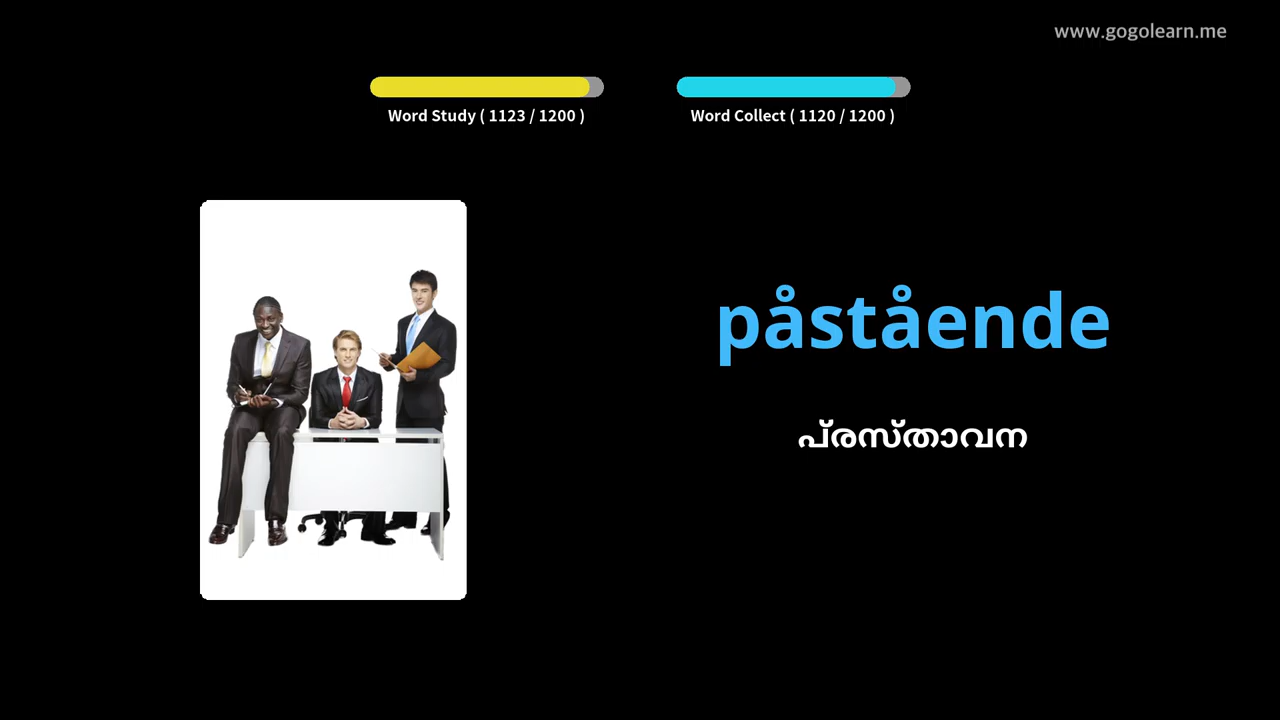 www.gogolearn.me
Word Study ( 1123 / 1200 )
Word Collect ( 1120 / 1200 )
påstående
പ്രസ്താവന